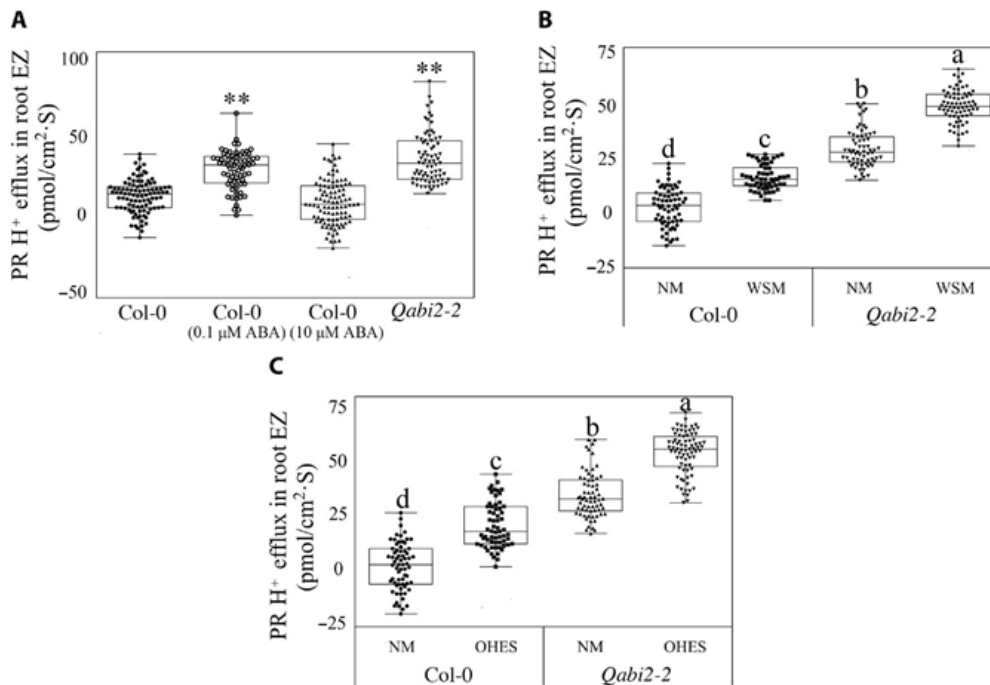 A
PR H⁺ efflux in root EZ
(pmol/cm²·S)
100
50
0
−50
**
**
Col-0
Col-0
Col-0
Qabi2-2
(0.1 μM ABA)
(10 μM ABA)
B
PR H⁺ efflux in root EZ
(pmol/cm²·S)
75
50
25
0
−25
d
c
b
a
NM
WSM
NM
WSM
Col-0
Qabi2-2
C
PR H⁺ efflux in root EZ
(pmol/cm²·S)
75
50
25
0
−25
d
c
b
a
NM
OHES
NM
OHES
Col-0
Qabi2-2